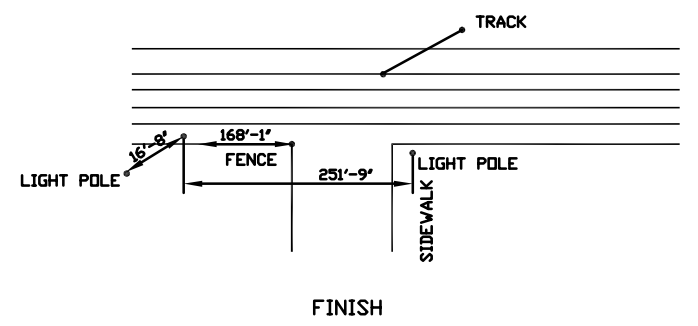 TRACK
16'-8"
168'-1"
FENCE
LIGHT POLE
251'-9"
LIGHT POLE
SIDEWALK
FINISH